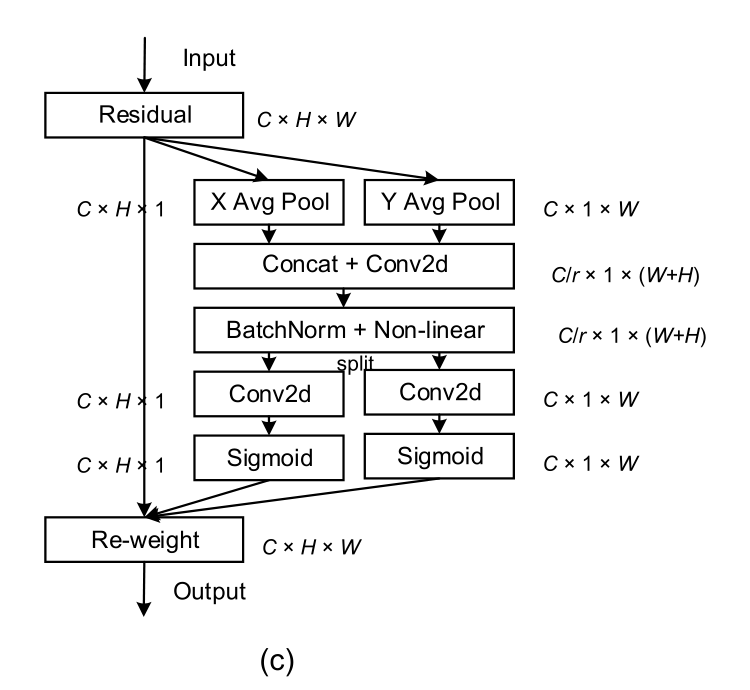 Input
Residual
C × H × W
C × H × 1
X Avg Pool
Y Avg Pool
C × 1 × W
Concat + Conv2d
C/r × 1 × (W+H)
BatchNorm + Non-linear
C/r × 1 × (W+H)
split
C × H × 1
Conv2d
Conv2d
C × 1 × W
C × H × 1
Sigmoid
Sigmoid
C × 1 × W
Re-weight
C × H × W
Output
(c)